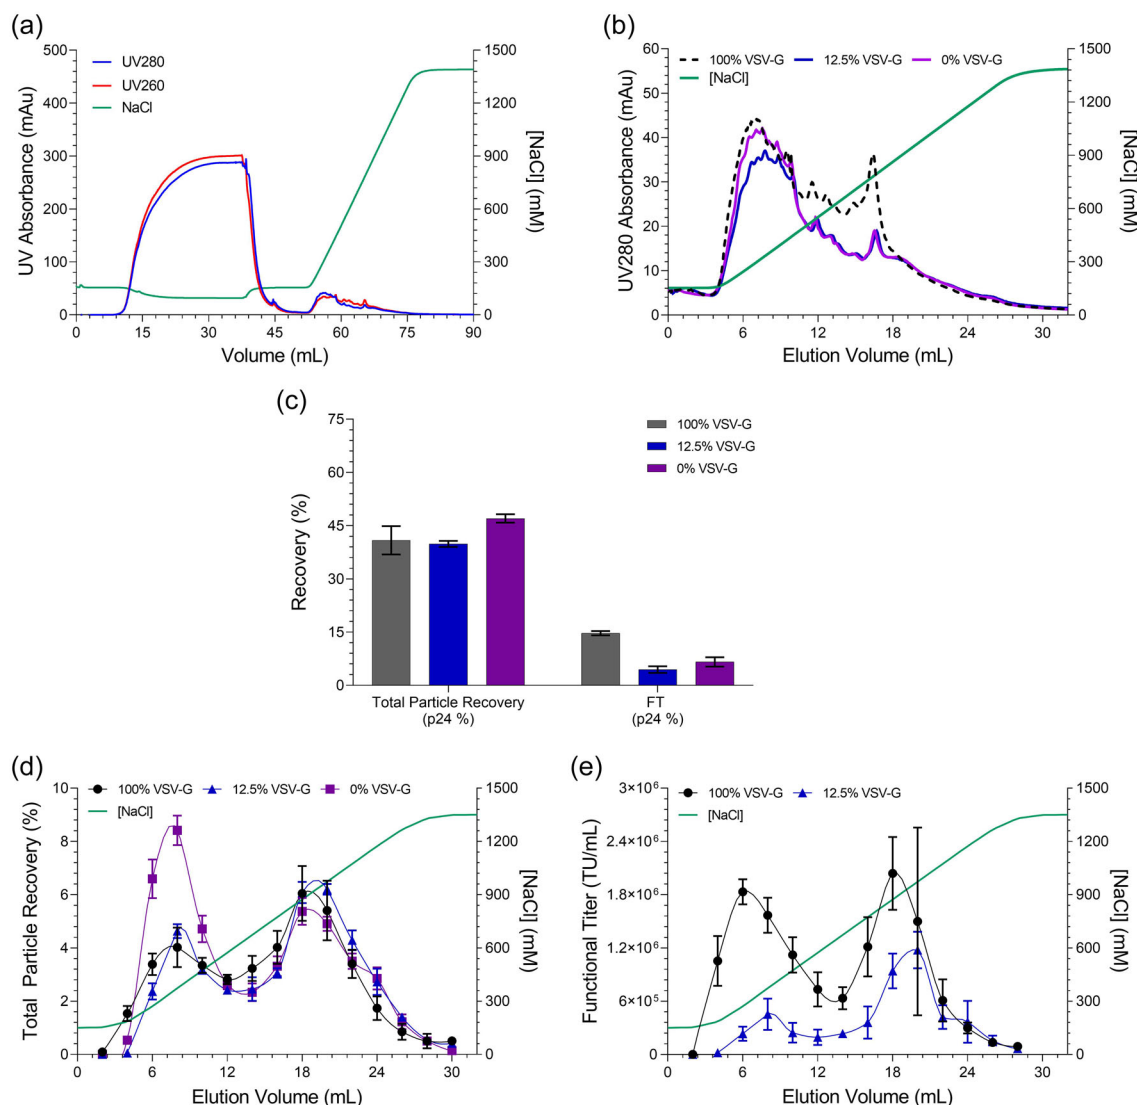 (a)
UV280
UV260
NaCl
500
400
300
200
100
0
1500
1200
900
600
300
0
0 15 30 45 60 75 90
UV Absorbance (mAu)
[NaCl] (mM)
Volume (mL)
(b)
100% VSV-G 12.5% VSV-G 0% VSV-G
[NaCl]
60
50
40
30
20
10
0
1500
1200
900
600
300
0
0 6 12 18 24 30
UV280 Absorbance (mAu)
[NaCl] (mM)
Elution Volume (mL)
(c)
100% VSV-G
12.5% VSV-G
0% VSV-G
75
60
45
30
15
0
Recovery (%)
Total Particle Recovery
(p24 %)
FT
(p24 %)
(d)
100% VSV-G 12.5% VSV-G 0% VSV-G
[NaCl]
10
8
6
4
2
0
1500
1200
900
600
300
0
0 6 12 18 24 30
Total Particle Recovery (%)
[NaCl] (mM)
Elution Volume (mL)
(e)
100% VSV-G 12.5% VSV-G
[NaCl]
3×10⁶
2.4×10⁶
1.8×10⁶
1.2×10⁶
6×10⁵
0
1500
1200
900
600
300
0
0 6 12 18 24 30
Functional Titer (TU/mL)
[NaCl] (mM)
Elution Volume (mL)